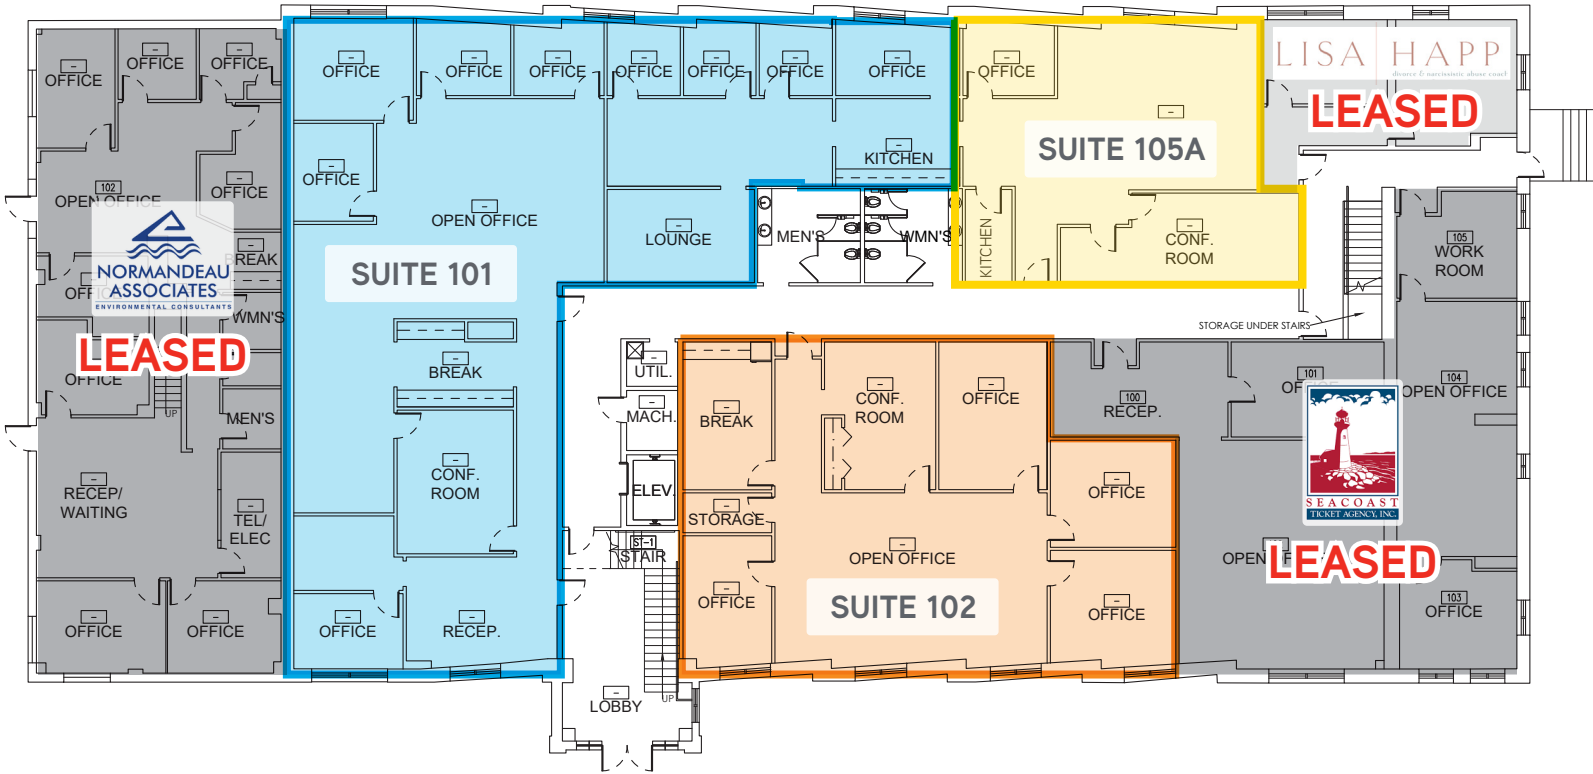 OFFICE
OFFICE
OFFICE
102
OPEN OFFICE
OFFICE
NORMANDEAU
ASSOCIATES
ENVIRONMENTAL CONSULTANTS
BREAK
WMN'S
LEASED
OFFICE
UP
MEN'S
RECEP/
WAITING
TEL/
ELEC
OFFICE
OFFICE
OFFICE
OFFICE
OFFICE
OFFICE
OFFICE
OFFICE
OFFICE
OFFICE
KITCHEN
OPEN OFFICE
LOUNGE
SUITE 101
BREAK
CONF.
ROOM
OFFICE
RECEP.
MEN'S
WMN'S
OFFICE
SUITE 105A
KITCHEN
CONF.
ROOM
LISA HAPP
LEASED
105
WORK
ROOM
STORAGE UNDER STAIRS
UTIL.
MACH.
ELEV.
ST-1
STAIR
UP
LOBBY
BREAK
CONF.
ROOM
OFFICE
STORAGE
OFFICE
OPEN OFFICE
OFFICE
OFFICE
SUITE 102
100
RECEP.
101
104
OPEN OFFICE
SEACOAST
TICKET AGENCY, INC.
LEASED
103
OFFICE